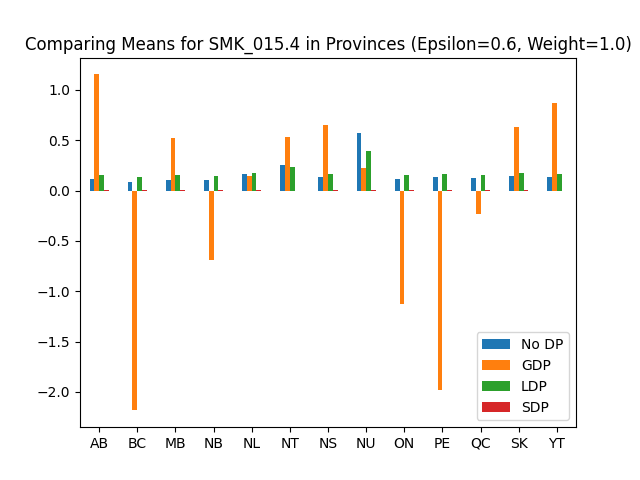 Comparing Means for SMK_015.4 in Provinces (Epsilon=0.6, Weight=1.0)
1.0
0.5
0.0
−0.5
−1.0
−1.5
−2.0
No DP
GDP
LDP
SDP
AB BC MB NB NL NT NS NU ON PE QC SK YT